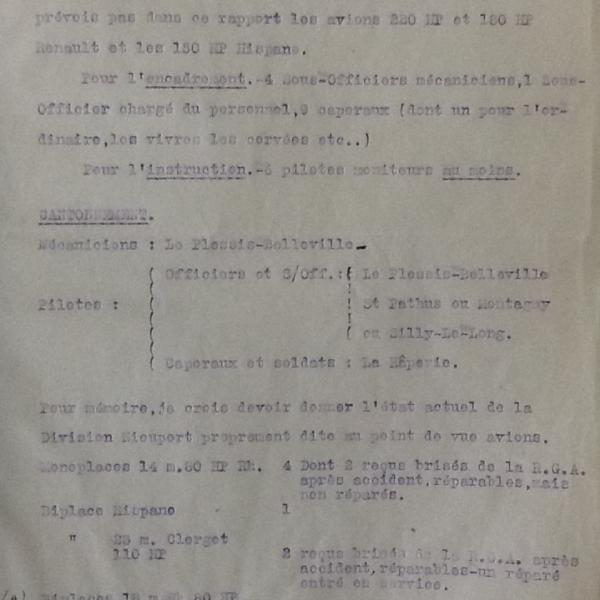 prévois pas dans ce rapport les avions 220 HP et 180 HP
Renault et les 150 HP Hispano.
Pour l'encadrement.-4 Sous-Officiers mécaniciens,1 Sous-
Officier chargé du personnel,9 caporaux (dont un pour l'or-
dinaire,les vivres les corvées etc..)
Pour l'instruction.- pilotes moniteurs au moins.
CANTONNEMENT.
Mécaniciens : Le Plessis-Belleville-
( Officiers et S/Off.:( Le Plessis-Belleville
Pilotes : ( ! St Pathus ou Montagny
( ( ou Silly-Le-Long.
( Caporaux et soldats : La
Pour mémoire,je crois devoir donner l'état actuel de la
Division Nieuport proprement dite au point de vue avions.
Monoplaces 14 m.80 HP Rh. 4 Dont 2 reçus brisés de la R.G.A.
après accident,réparables,mais
non réparés.
Biplace Hispano 1
" 23 m. Clerget
110 HP 2 reçus brisés de la R.G.A. après
accident,réparables-un réparé
entré en service.
Biplaces 18 m 80 HP